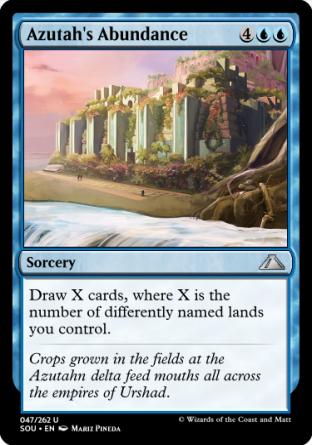 Azutah's Abundance 4
Sorcery
Draw X cards, where X is the
number of differently named lands
you control.
Crops grown in the fields at the
Azutahn delta feed mouths all across
the empires of Urshad.
047/262 U
SOU • EN Mariz Pineda
© Wizards of the Coast and Matt